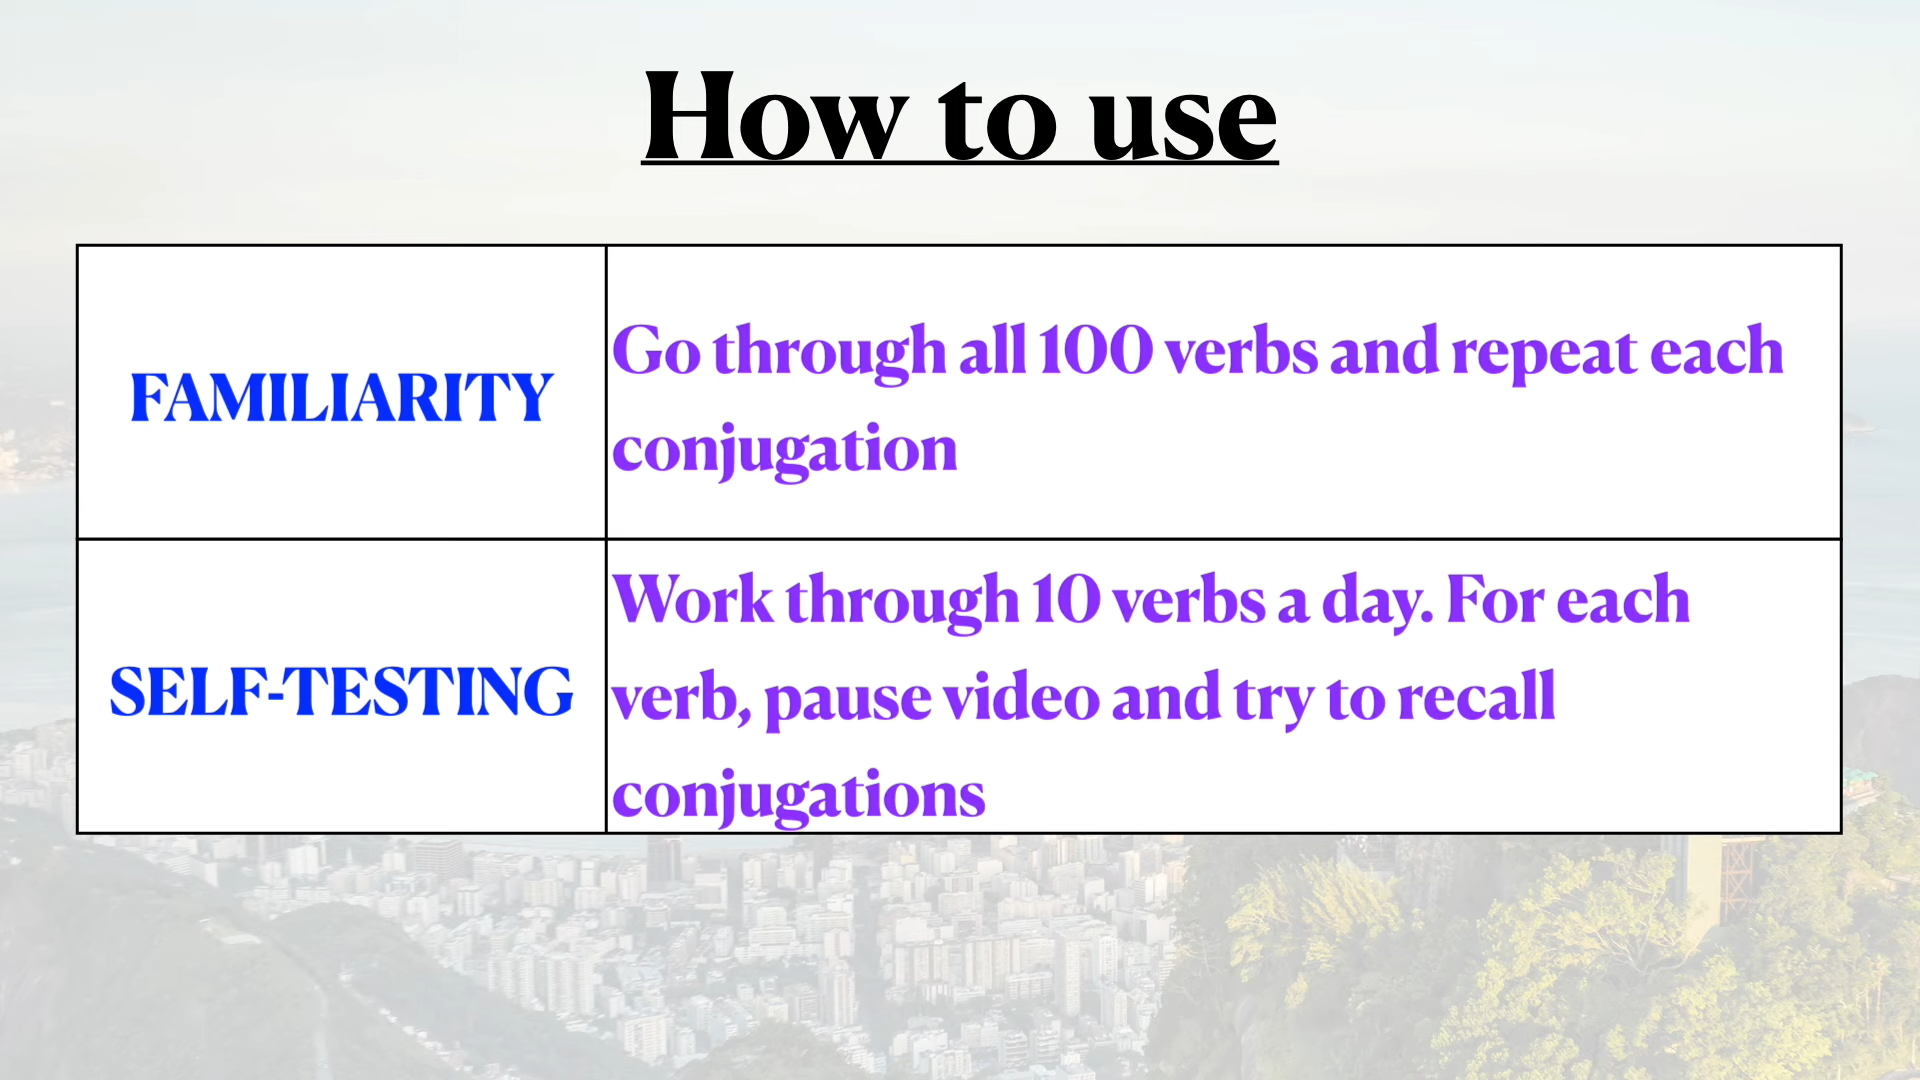 How to use
FAMILIARITY
Go through all 100 verbs and repeat each
conjugation
SELF-TESTING
Work through 10 verbs a day. For each
verb, pause video and try to recall
conjugations